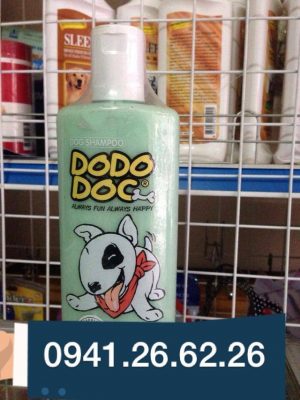 SLEE
DOG SHAMPOO
DODO
DOG®
ALWAYS FUN ALWAYS HAPPY
0941.26.62.26